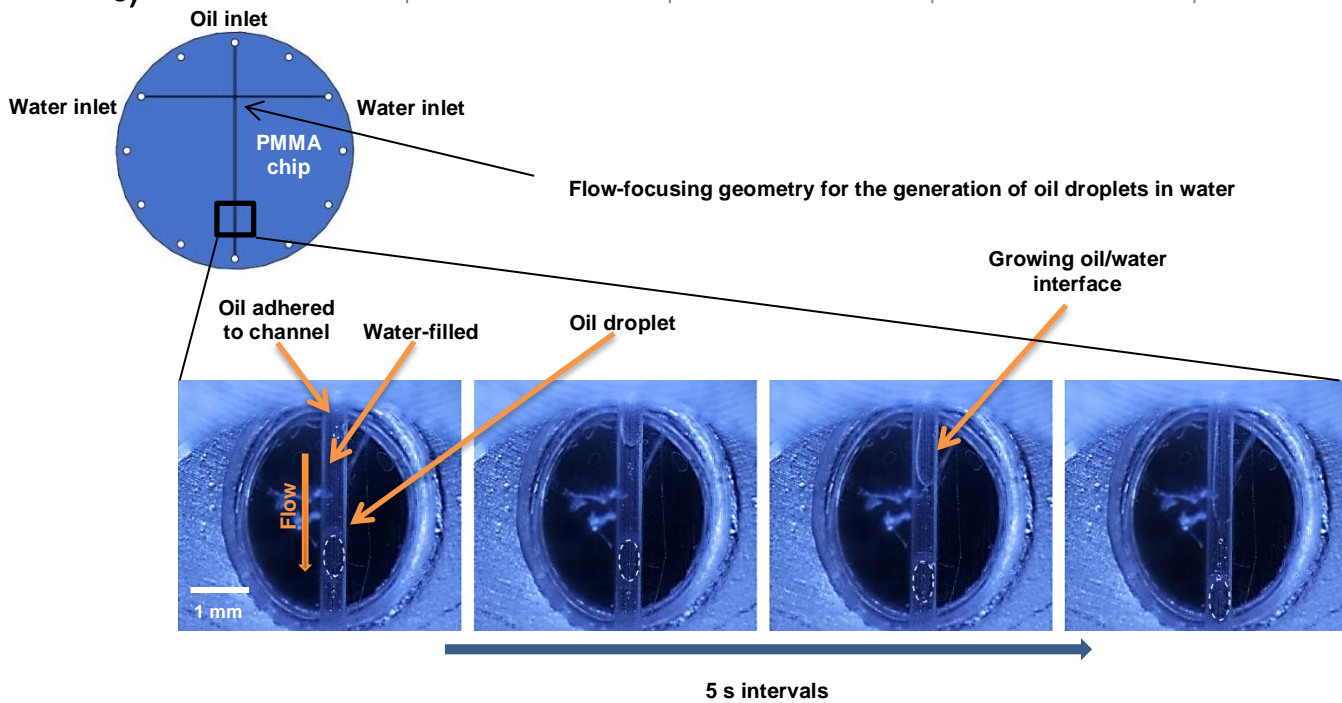 Oil inlet
Water inlet
Water inlet
PMMA
chip
Flow-focusing geometry for the generation of oil droplets in water
Growing oil/water
interface
Oil adhered
to channel
Water-filled
Oil droplet
Flow
1 mm
5 s intervals